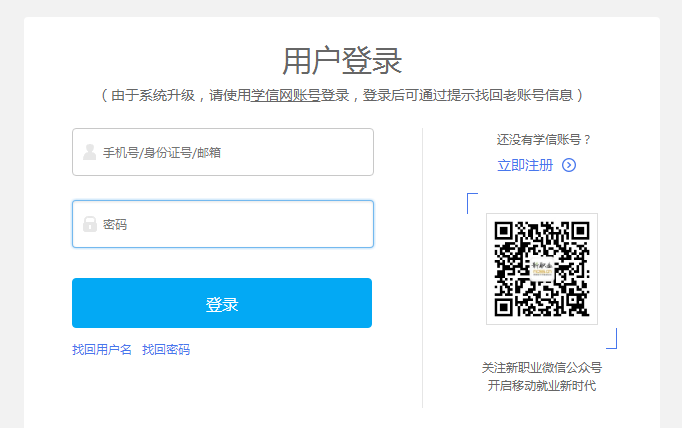 用户登录
（由于系统升级，请使用学信网账号登录，登录后可通过提示找回老账号信息）
手机号/身份证号/邮箱
密码
登录
找回用户名 找回密码
还没有学信账号？
立即注册
新职业
关注新职业微信公众号
开启移动就业新时代